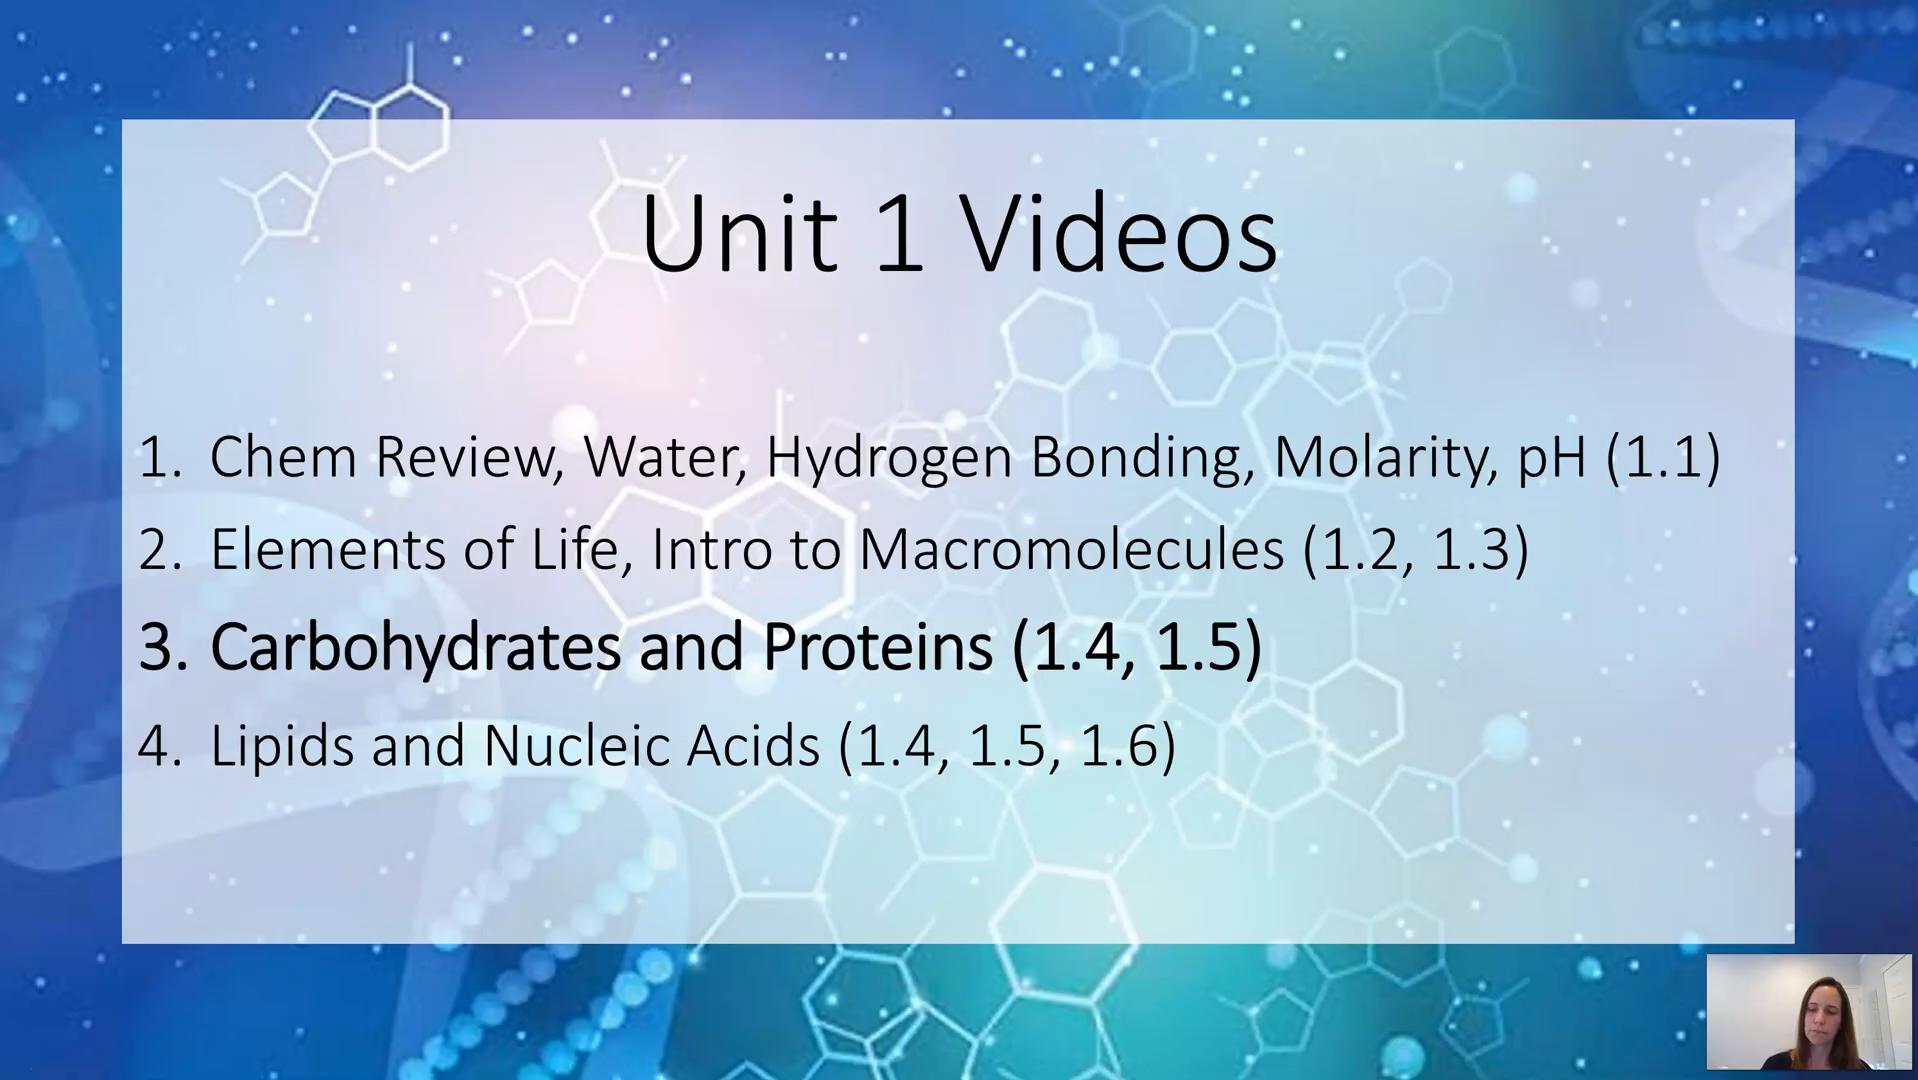 Unit 1 Videos
1. Chem Review, Water, Hydrogen Bonding, Molarity, pH (1.1)
2. Elements of Life, Intro to Macromolecules (1.2, 1.3)
3. Carbohydrates and Proteins (1.4, 1.5)
4. Lipids and Nucleic Acids (1.4, 1.5, 1.6)